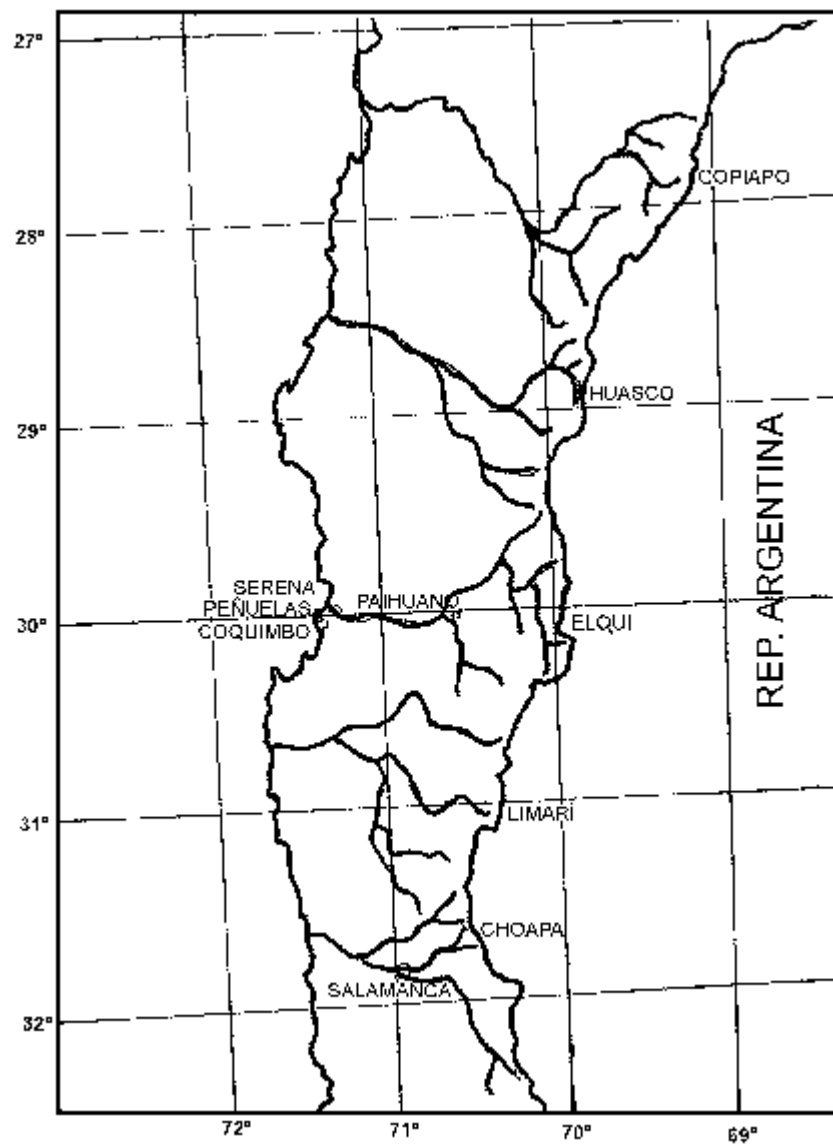 27°
COPIAPO
28°
HUASCO
29°
REP. ARGENTINA
SERENA
PEÑUELAS
PAIHUANO
30°
COQUIMBO
ELQUI
31°
LIMARI
CHOAPA
SALAMANCA
32°
72°
71°
70°
69°